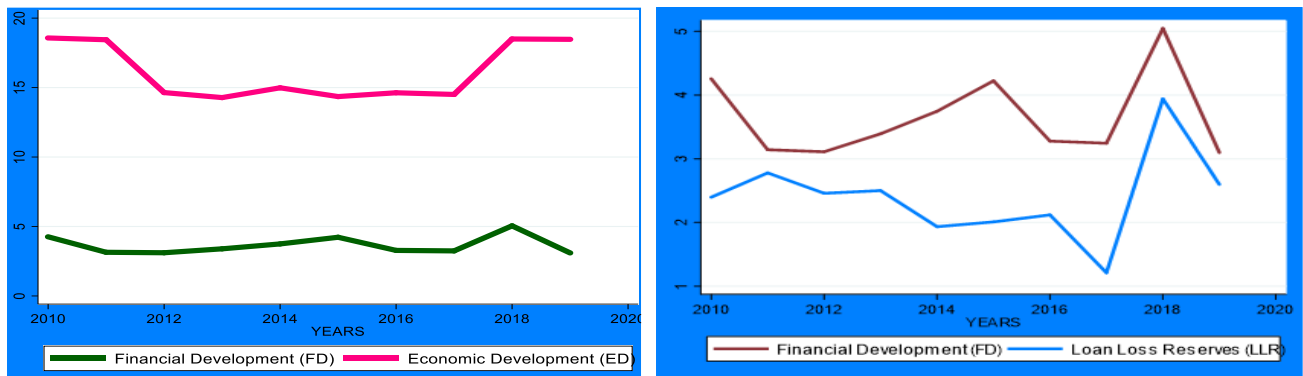 20
15
10
5
0
2010 2012 2014 2016 2018 2020
YEARS
Financial Development (FD) Economic Development (ED)
5
4
3
2
1
2010 2012 2014 2016 2018 2020
YEARS
Financial Development (FD) Loan Loss Reserves (LLR)